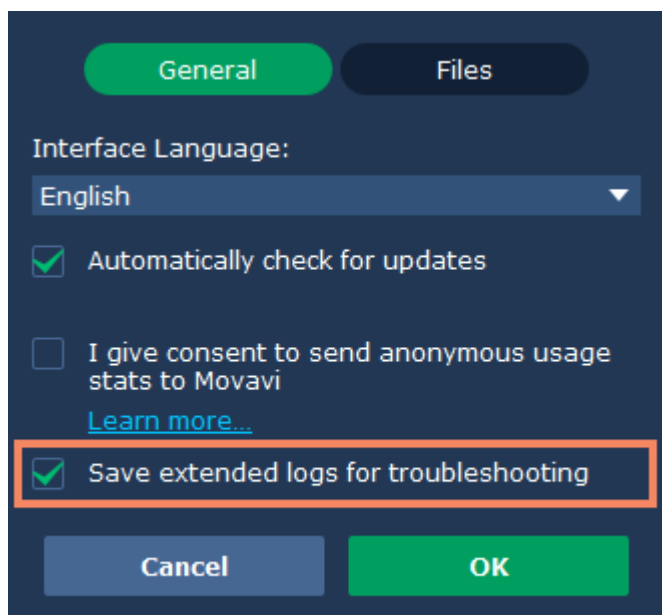 General
Files
Interface Language:
English
Automatically check for updates
I give consent to send anonymous usage
stats to Movavi
Learn more...
Save extended logs for troubleshooting
Cancel
OK